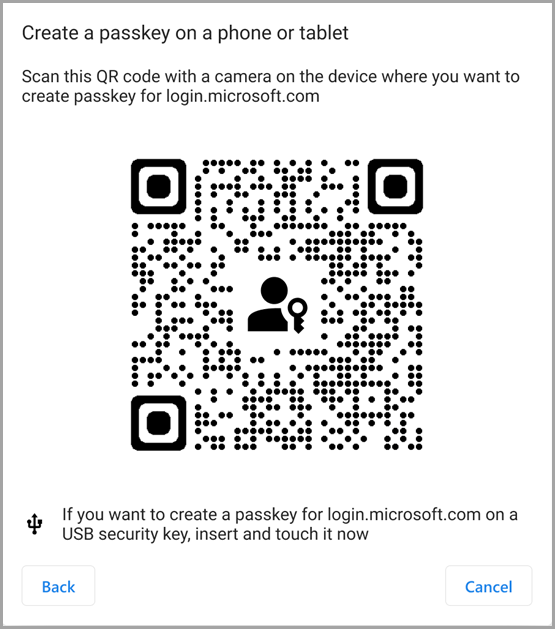 Create a passkey on a phone or tablet
Scan this QR code with a camera on the device where you want to
create passkey for login.microsoft.com
If you want to create a passkey for login.microsoft.com on a
USB security key, insert and touch it now
Back
Cancel